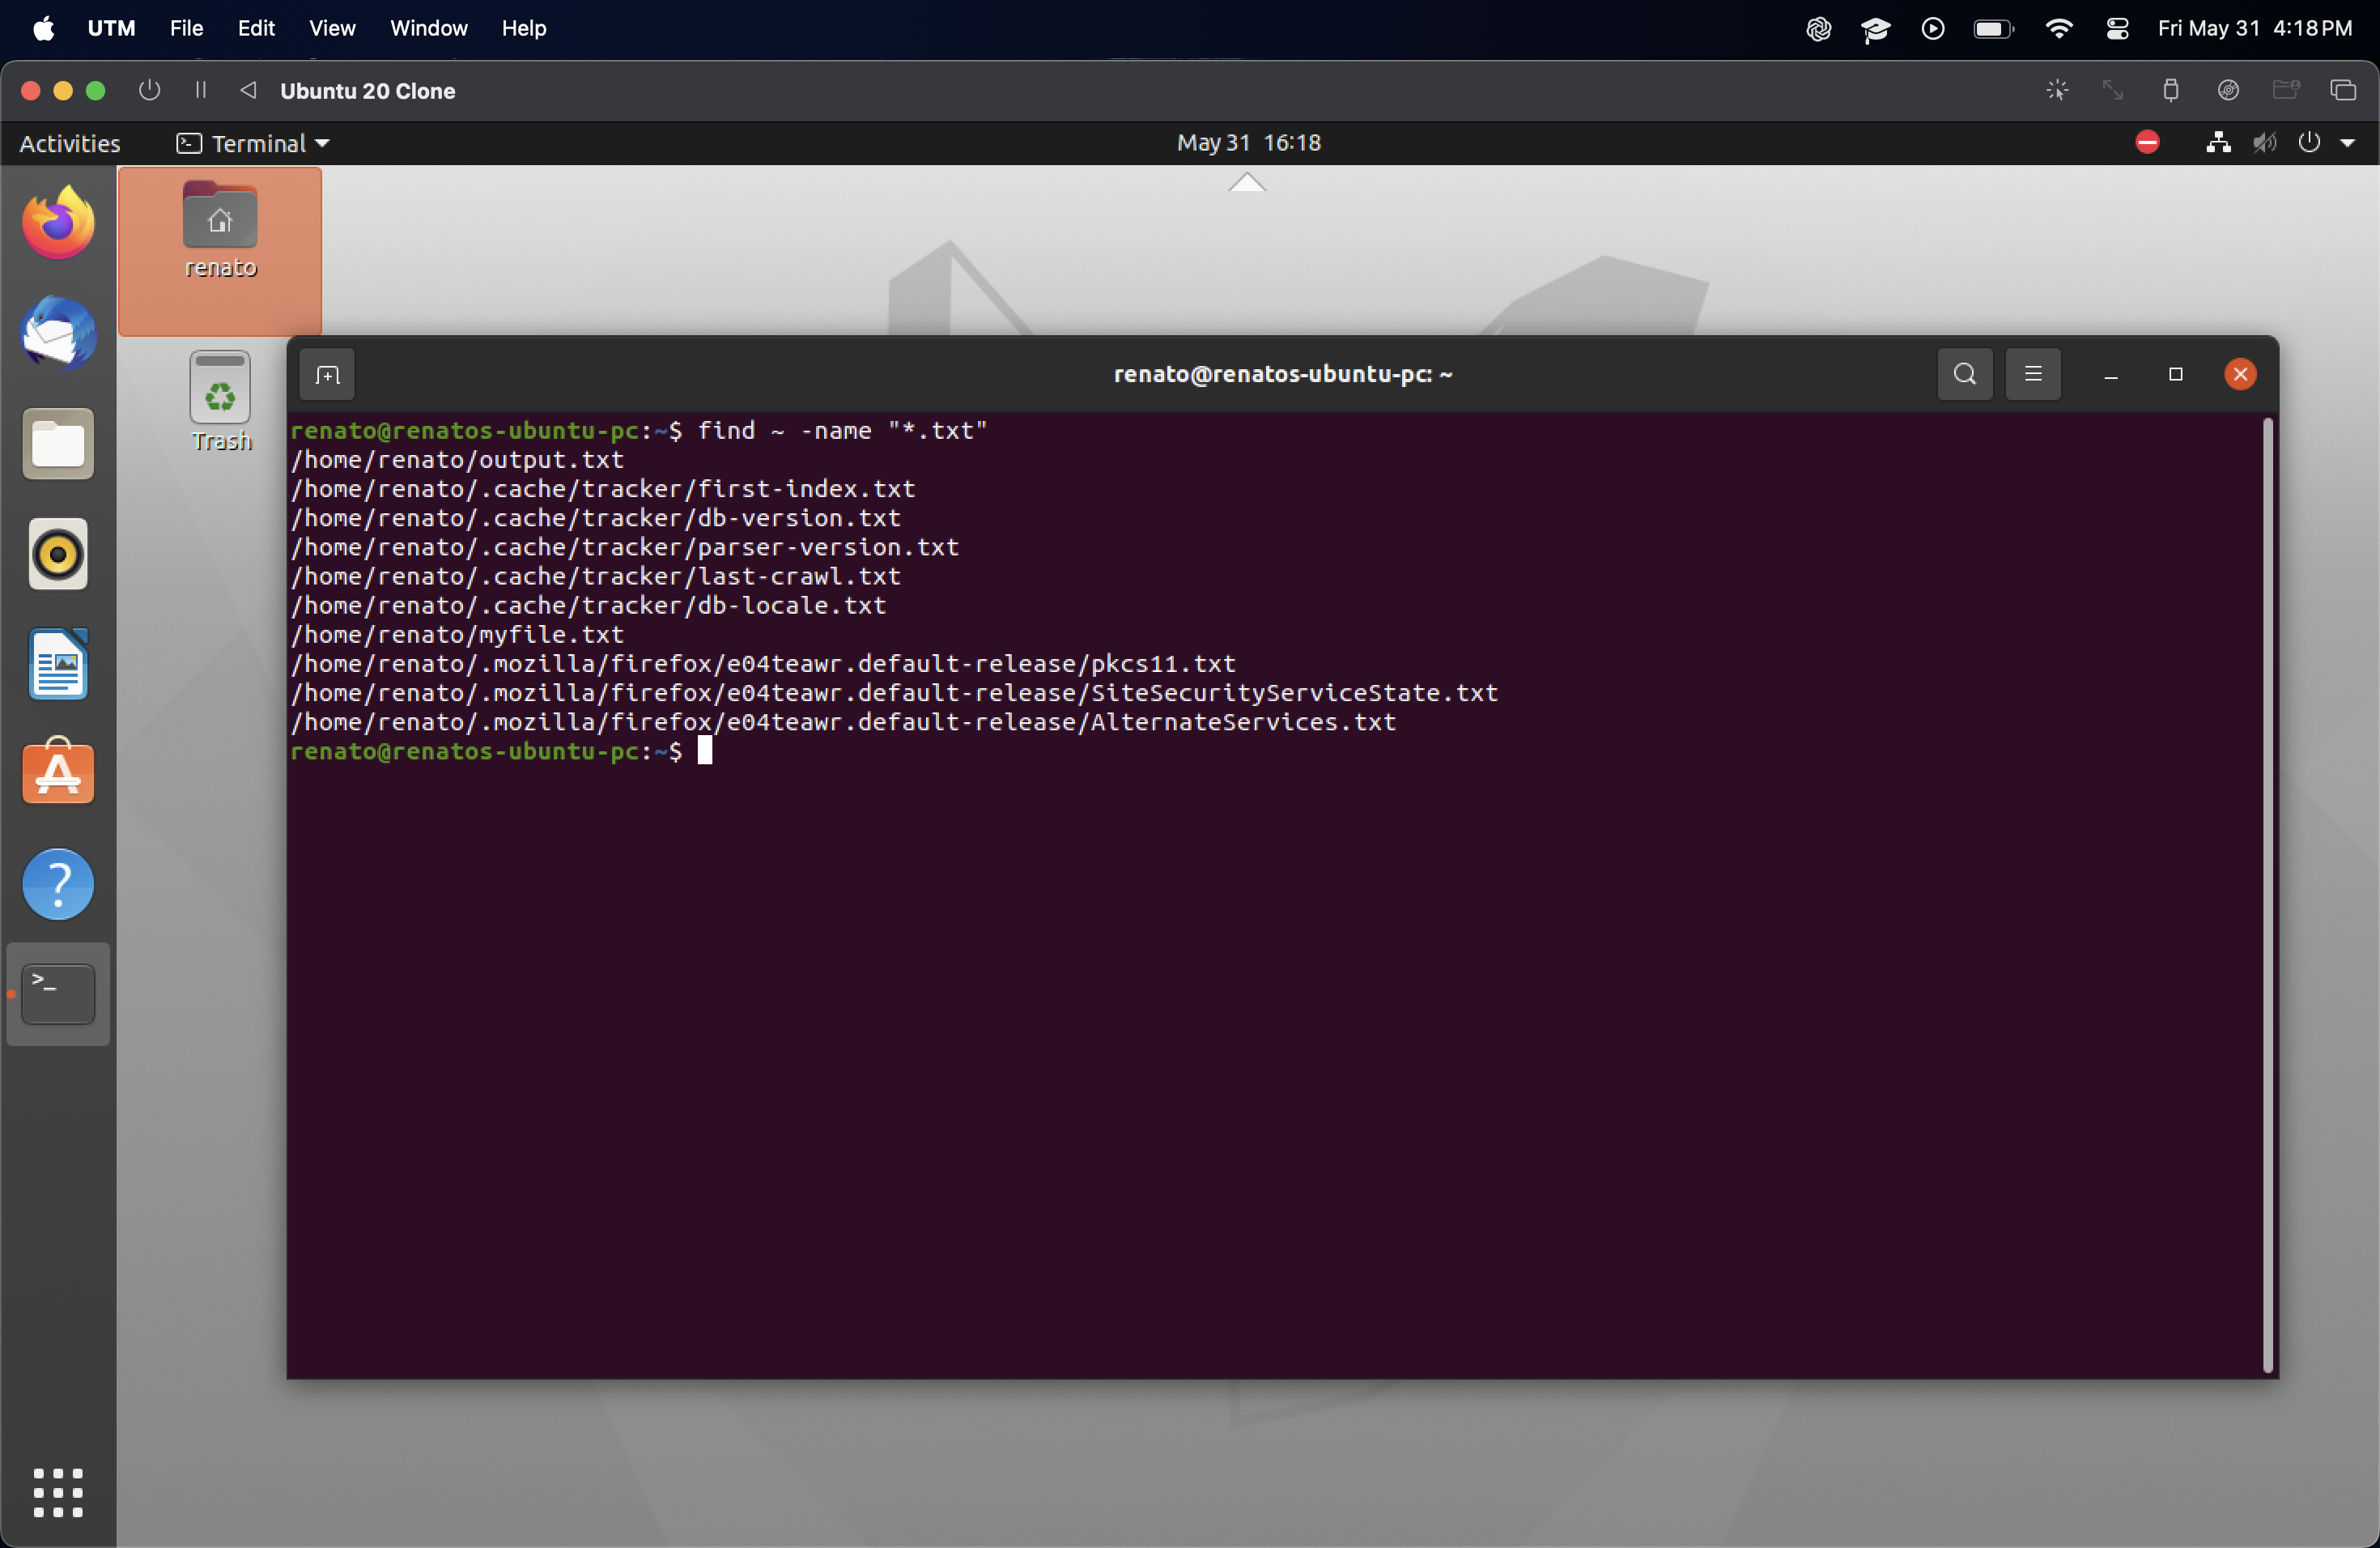 UTM File Edit View Window Help Fri May 31 4:18 PM
Ubuntu 20 Clone
Activities Terminal May 31 16:18
renato
Trash
renato@renatos-ubuntu-pc: ~
renato@renatos-ubuntu-pc:~$ find ~ -name "*.txt"
/home/renato/output.txt
/home/renato/.cache/tracker/first-index.txt
/home/renato/.cache/tracker/db-version.txt
/home/renato/.cache/tracker/parser-version.txt
/home/renato/.cache/tracker/last-crawl.txt
/home/renato/.cache/tracker/db-locale.txt
/home/renato/myfile.txt
/home/renato/.mozilla/firefox/e04teawr.default-release/pkcs11.txt
/home/renato/.mozilla/firefox/e04teawr.default-release/SiteSecurityServiceState.txt
/home/renato/.mozilla/firefox/e04teawr.default-release/AlternateServices.txt
renato@renatos-ubuntu-pc:~$